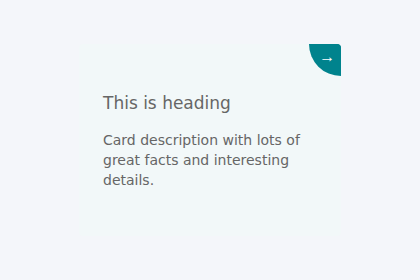 →
This is heading
Card description with lots of
great facts and interesting
details.